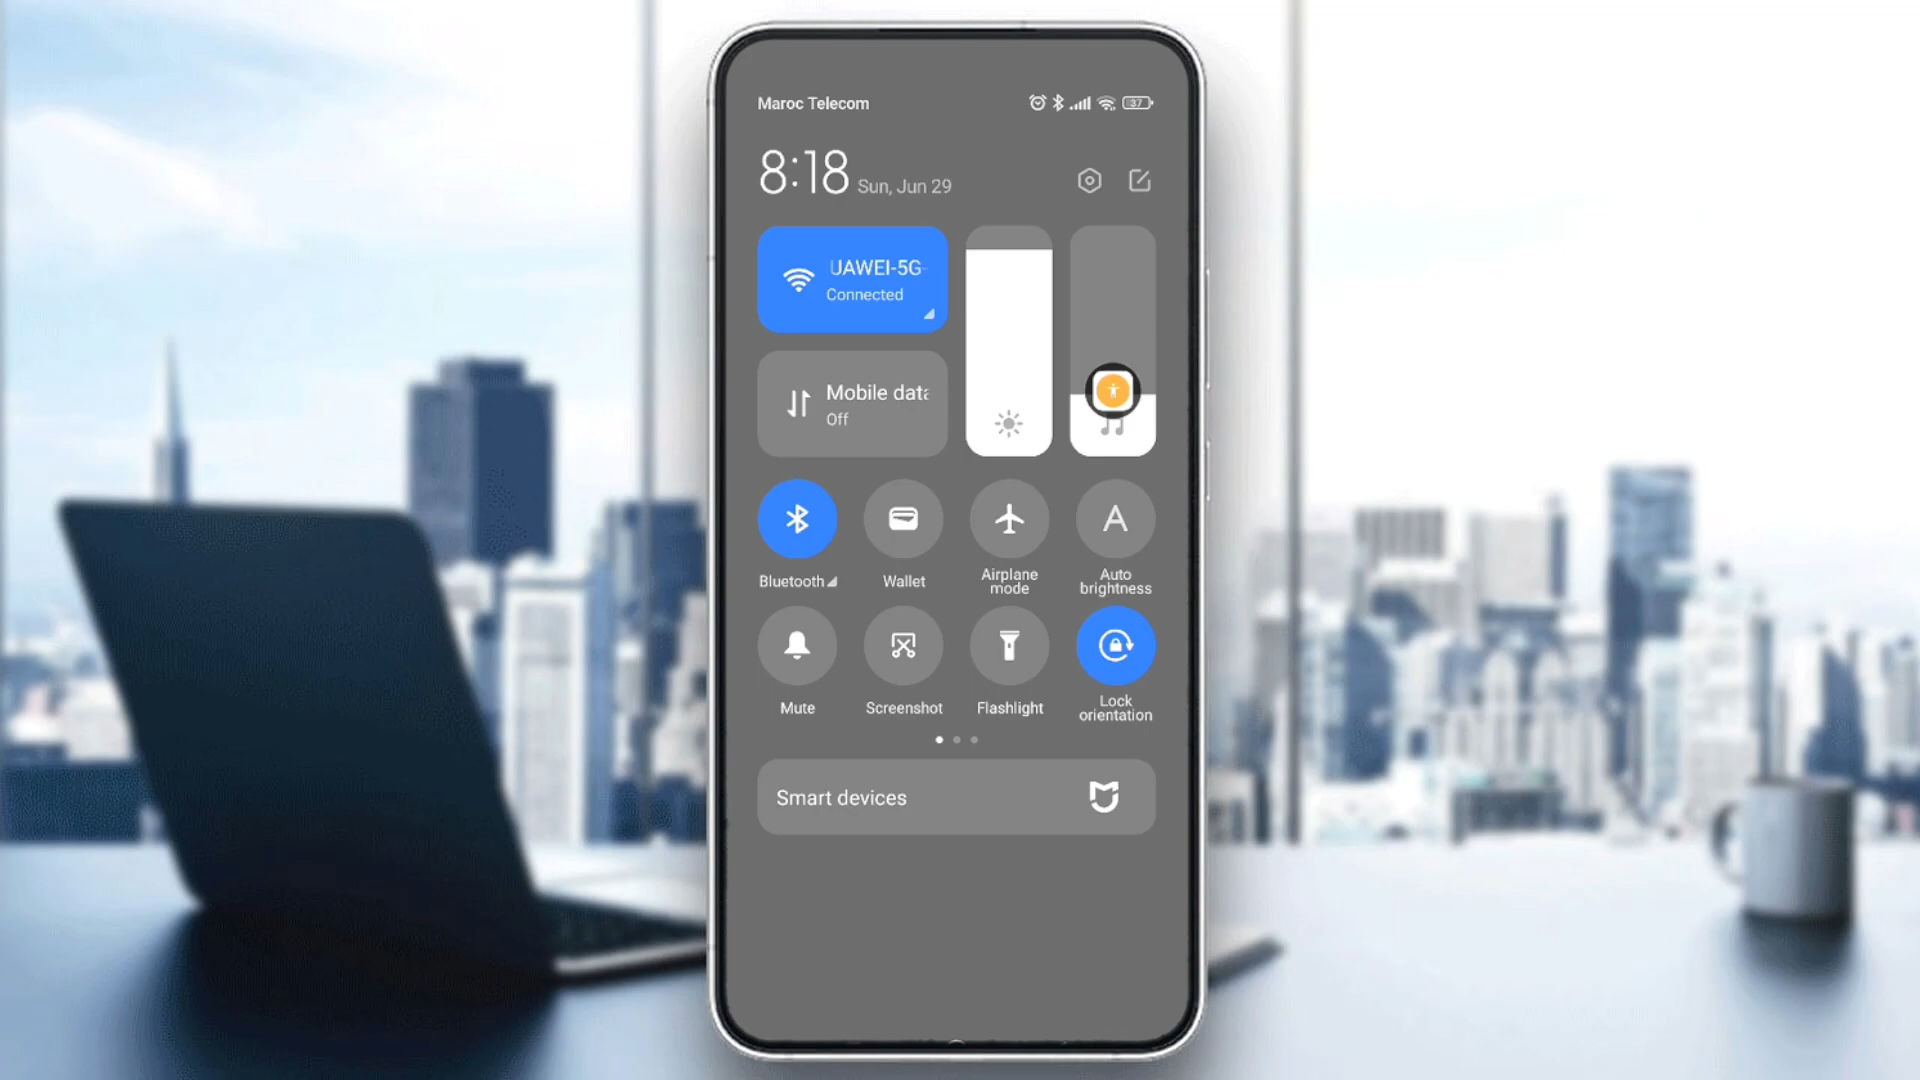 Maroc Telecom
37
8:18 Sun, Jun 29
UAWEI-5G
Connected
Mobile data
Off
A
Bluetooth
Wallet
Airplane
mode
Auto
brightness
Mute
Screenshot
Flashlight
Lock
orientation
Smart devices